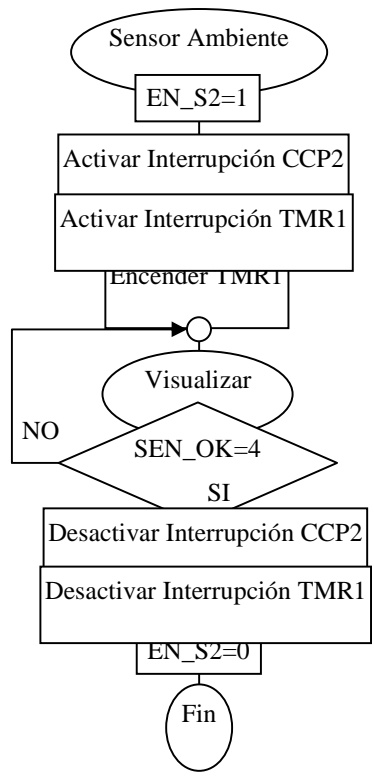 Sensor Ambiente
EN_S2=1
Activar Interrupción CCP2
Activar Interrupción TMR1
Encender TMR1
Visualizar
NO
SEN_OK=4
SI
Desactivar Interrupción CCP2
Desactivar Interrupción TMR1
EN_S2=0
Fin